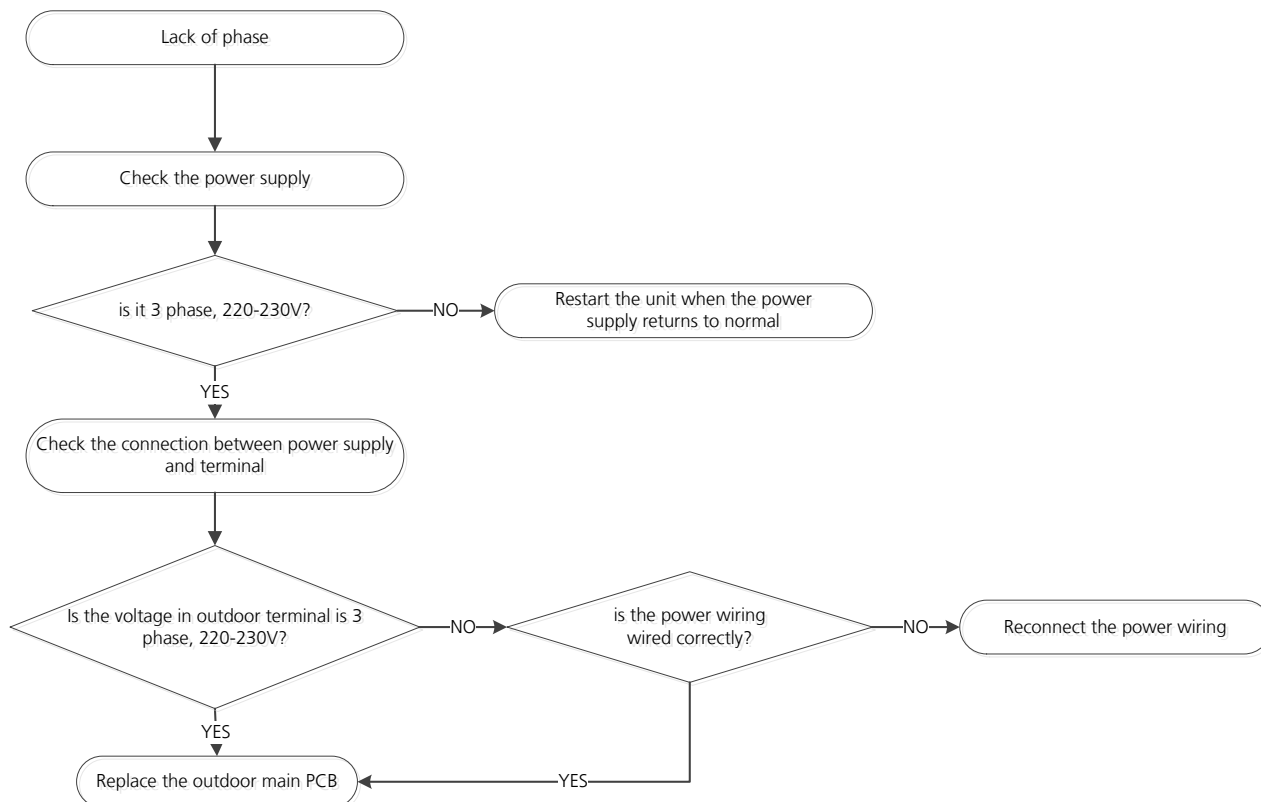 Lack of phase
Check the power supply
is it 3 phase, 220-230V?
NO
Restart the unit when the power
supply returns to normal
YES
Check the connection between power supply
and terminal
Is the voltage in outdoor terminal is 3
phase, 220-230V?
NO
is the power wiring
wired correctly?
NO
Reconnect the power wiring
YES
Replace the outdoor main PCB
YES